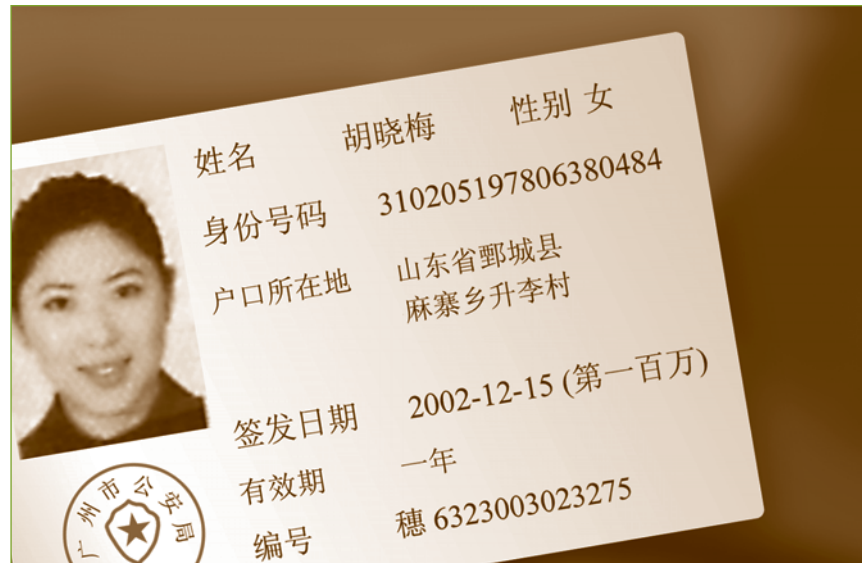 姓名 胡晓梅 性别 女
身份号码 310205197806380484
户口所在地 山东省鄄城县
麻寨乡升李村
签发日期 2002-12-15 (第一百万)
有效期 一年
编号 穗 6323003023275
广州市公安局